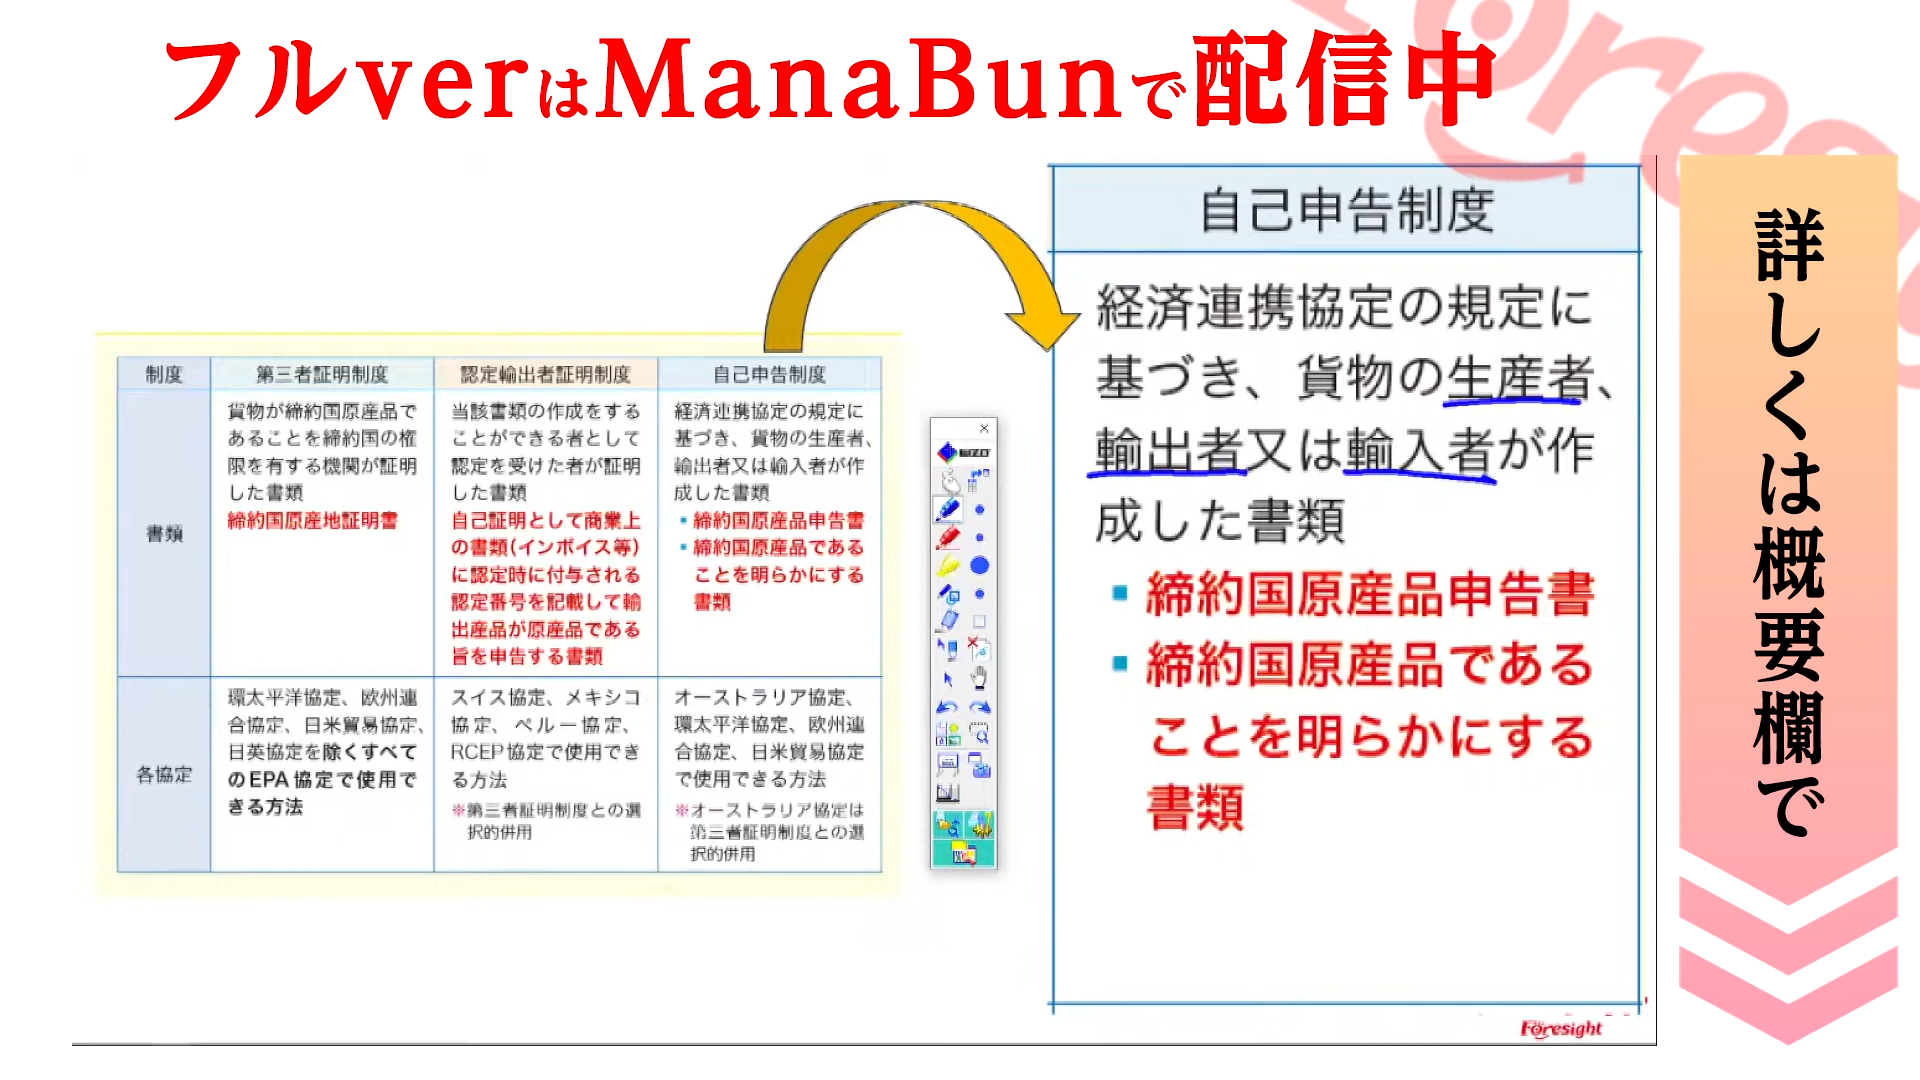 フルverはManaBunで配信中
Foresight
詳しくは概要欄で
制度
第三者証明制度
認定輸出者証明制度
自己申告制度
書類
貨物が締約国原産品で
あることを締約国の権
限を有する機関が証明
した書類
締約国原産地証明書
当該書類の作成をする
ことができる者として
認定を受けた者が証明
した書類
自己証明として商業上
の書類(インボイス等)
に認定時に付与される
認定番号を記載して輸
出産品が原産品である
旨を申告する書類
経済連携協定の規定に
基づき、貨物の生産者、
輸出者又は輸入者が作
成した書類
▪締約国原産品申告書
▪締約国原産品である
ことを明らかにする
書類
各協定
環太平洋協定、欧州連
合協定、日米貿易協定、
日英協定を除くすべて
のEPA協定で使用で
きる方法
スイス協定、メキシコ
協定、ペルー協定、
RCEP協定で使用でき
る方法
※第三者証明制度との選
択的併用
オーストラリア協定、
環太平洋協定、欧州連
合協定、日米貿易協定
で使用できる方法
※オーストラリア協定は
第三者証明制度との選
択的併用
自己申告制度
経済連携協定の規定に
基づき、貨物の生産者、
輸出者又は輸入者が作
成した書類
▪締約国原産品申告書
▪締約国原産品である
ことを明らかにする
書類
Foresight